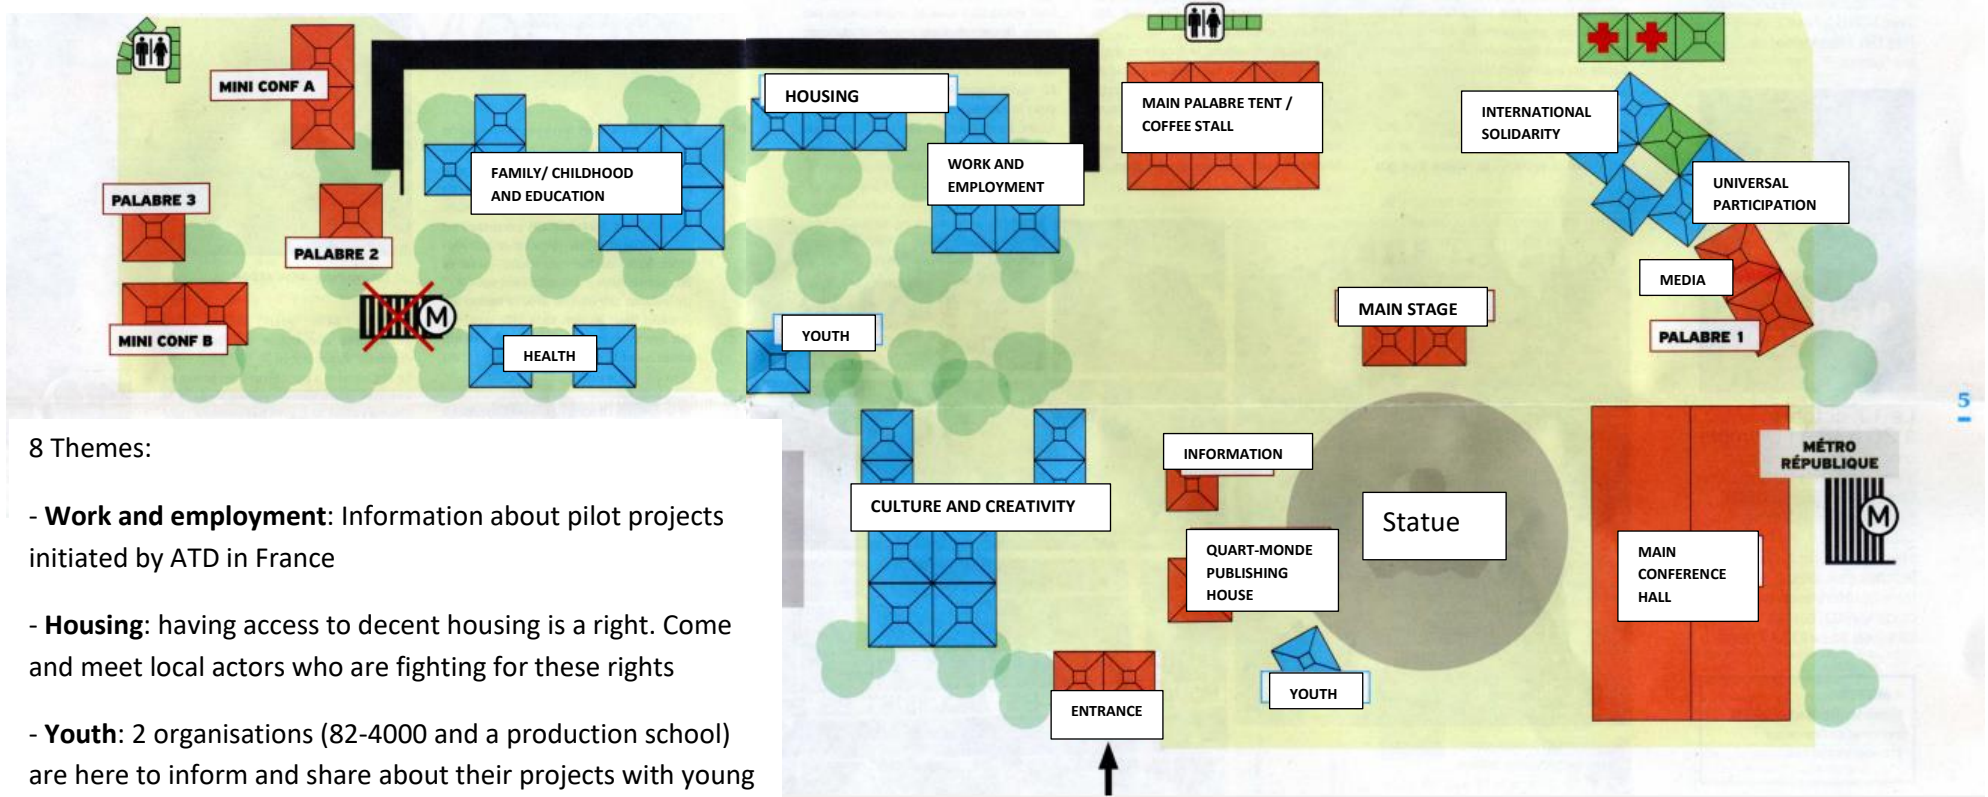 MINI CONF A
HOUSING
MAIN PALABRE TENT /
COFFEE STALL
INTERNATIONAL
SOLIDARITY
FAMILY/ CHILDHOOD
AND EDUCATION
WORK AND
EMPLOYMENT
UNIVERSAL
PARTICIPATION
PALABRE 3
PALABRE 2
MEDIA
MAIN STAGE
M
MINI CONF B
HEALTH
YOUTH
PALABRE 1
5
8 Themes:
- Work and employment: Information about pilot projects
initiated by ATD in France
- Housing: having access to decent housing is a right. Come
and meet local actors who are fighting for these rights
- Youth: 2 organisations (82-4000 and a production school)
are here to inform and share about their projects with young
INFORMATION
MÉTRO
RÉPUBLIQUE
CULTURE AND CREATIVITY
Statue
M
QUART-MONDE
PUBLISHING
HOUSE
MAIN
CONFERENCE
HALL
YOUTH
ENTRANCE